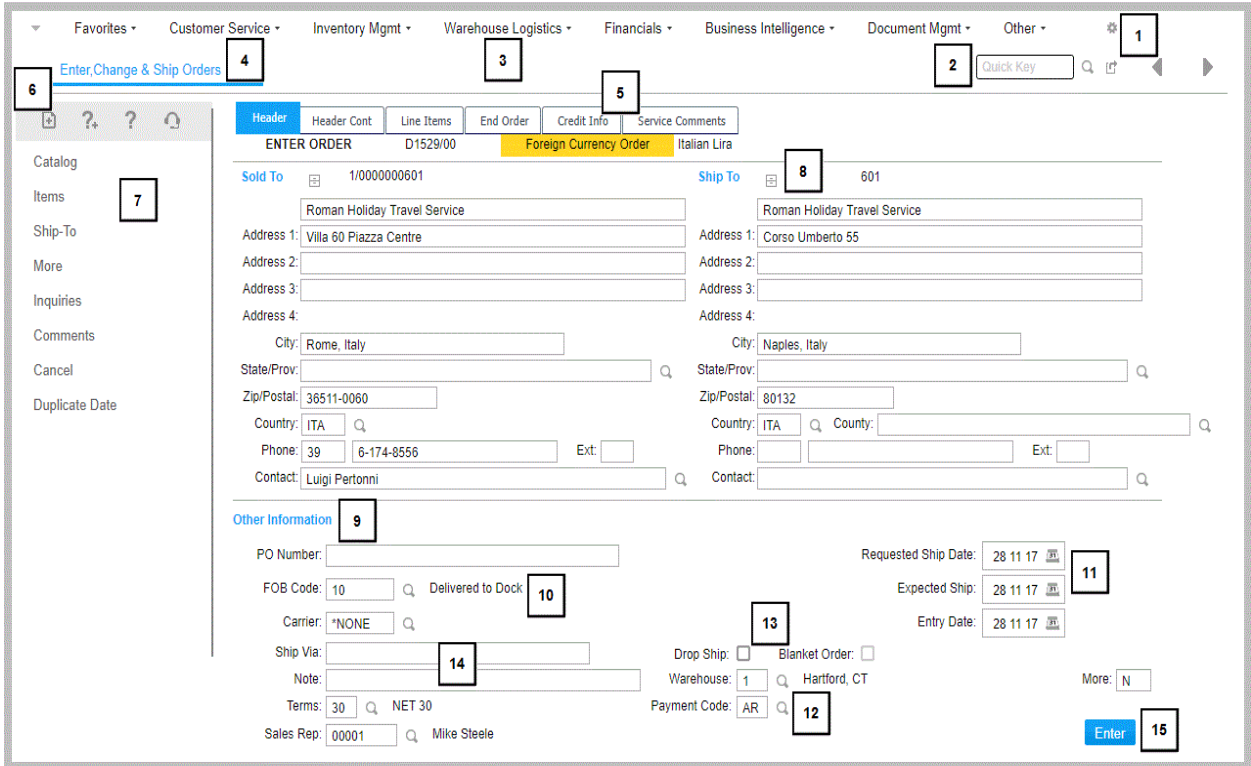 Favorites Customer Service Inventory Mgmt Warehouse Logistics Financials Business Intelligence Document Mgmt Other 1
Enter,Change & Ship Orders 4 3 2 Quick Key
6 5
?+ ? Header Header Cont Line Items End Order Credit Info Service Comments
ENTER ORDER D1529/00 Foreign Currency Order Italian Lira
Catalog
Items
7
Ship-To
More
Inquiries
Comments
Cancel
Duplicate Date
Sold To 1/0000000601
Roman Holiday Travel Service
Address 1: Villa 60 Piazza Centre
Address 2:
Address 3:
Address 4:
City: Rome, Italy
State/Prov:
Zip/Postal: 36511-0060
Country: ITA
Phone: 39 6-174-8556 Ext:
Contact: Luigi Pertonni
Ship To 8 601
Roman Holiday Travel Service
Address 1: Corso Umberto 55
Address 2:
Address 3:
Address 4:
City: Naples, Italy
State/Prov:
Zip/Postal: 80132
Country: ITA County:
Phone: Ext:
Contact:
Other Information 9
PO Number: Requested Ship Date: 28 11 17
11
FOB Code: 10 Delivered to Dock 10 Expected Ship: 28 11 17
Carrier: *NONE 13 Entry Date: 28 11 17
Ship Via: 14 Drop Ship: Blanket Order:
Note: Warehouse: 1 Hartford, CT More: N
Terms: 30 NET 30 Payment Code: AR 12
Sales Rep: 00001 Mike Steele Enter 15